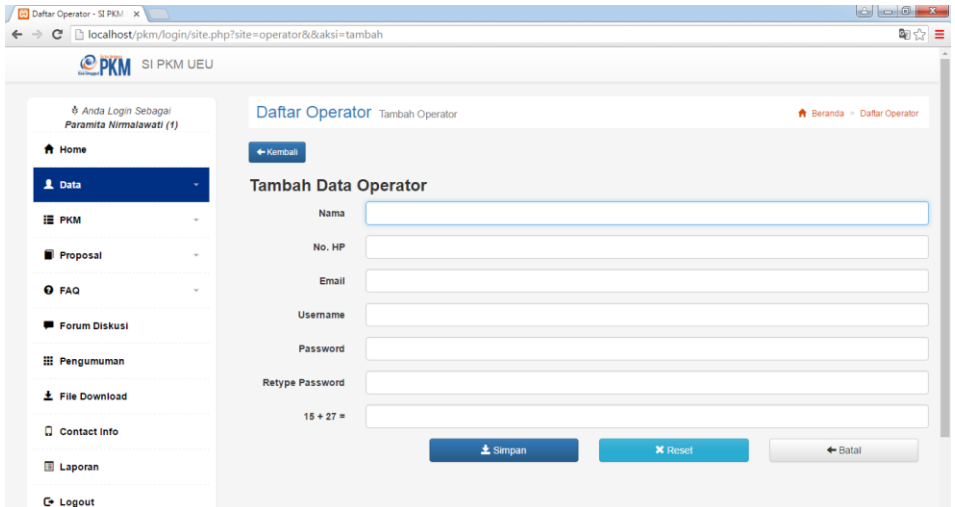 Daftar Operator - SI PKM
localhost/pkm/login/site.php?site=operator&&aksi=tambah
PKM SI PKM UEU
Anda Login Sebagai
Paramita Nirmalawati (1)
Home
Data
PKM
Proposal
FAQ
Forum Diskusi
Pengumuman
File Download
Contact Info
Laporan
Logout
Daftar Operator Tambah Operator
Beranda > Daftar Operator
Kembali
Tambah Data Operator
Nama
No. HP
Email
Username
Password
Retype Password
15 + 27 =
Simpan
Reset
Batal